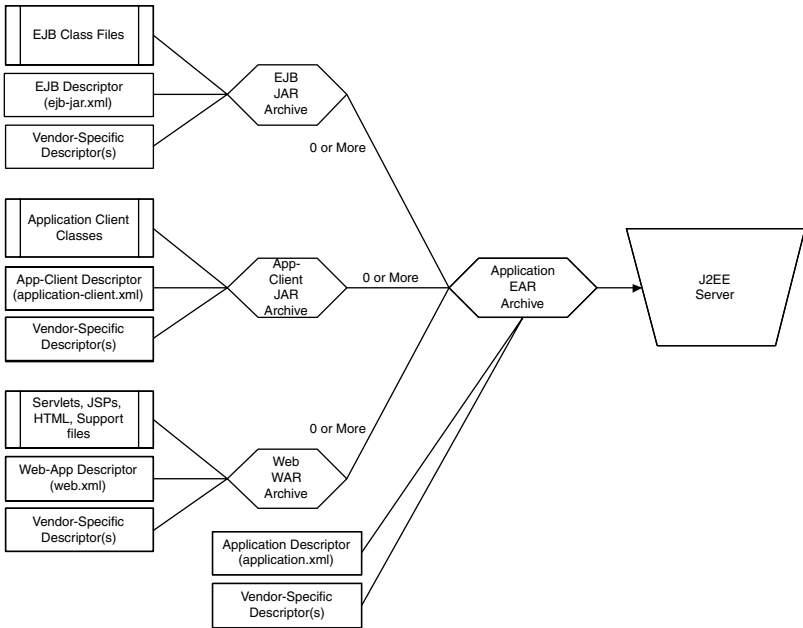 EJB Class Files
EJB Descriptor
(ejb-jar.xml)
Vendor-Specific
Descriptor(s)
EJB
JAR
Archive
0 or More
Application Client
Classes
App-Client Descriptor
(application-client.xml)
Vendor-Specific
Descriptor(s)
App-
Client
JAR
Archive
0 or More
Application
EAR
Archive
J2EE
Server
Servlets, JSPs,
HTML, Support
files
Web-App Descriptor
(web.xml)
Vendor-Specific
Descriptor(s)
Web
WAR
Archive
0 or More
Application Descriptor
(application.xml)
Vendor-Specific
Descriptor(s)